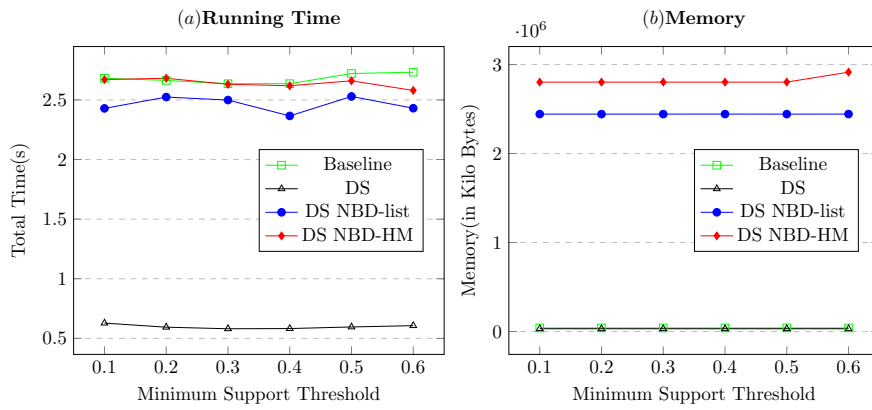 (a)Running Time
2.5
2
1.5
1
0.5
Total Time(s)
0.1 0.2 0.3 0.4 0.5 0.6
Minimum Support Threshold
Baseline
DS
DS NBD-list
DS NBD-HM
(b)Memory
·10^6
3
2
1
0
Memory(in Kilo Bytes)
0.1 0.2 0.3 0.4 0.5 0.6
Minimum Support Threshold
Baseline
DS
DS NBD-list
DS NBD-HM